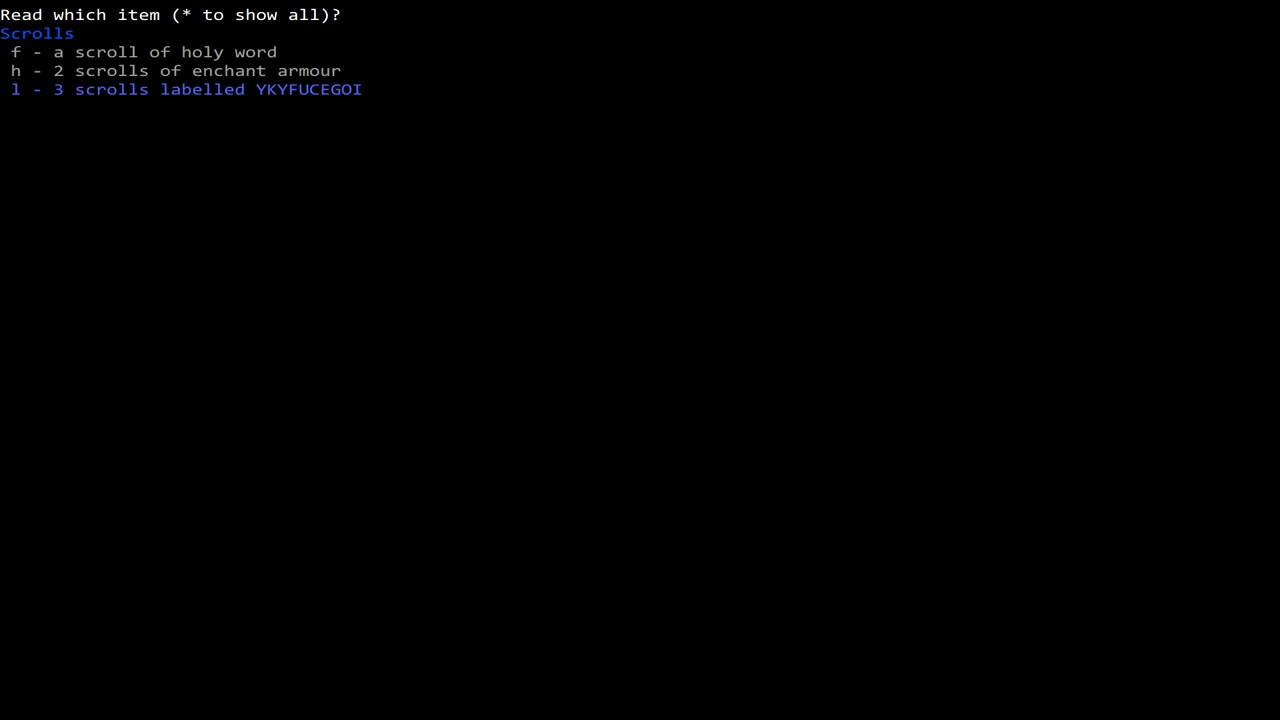 Read which item (* to show all)?
Scrolls
f - a scroll of holy word
h - 2 scrolls of enchant armour
l - 3 scrolls labelled YKYFUCEGOI